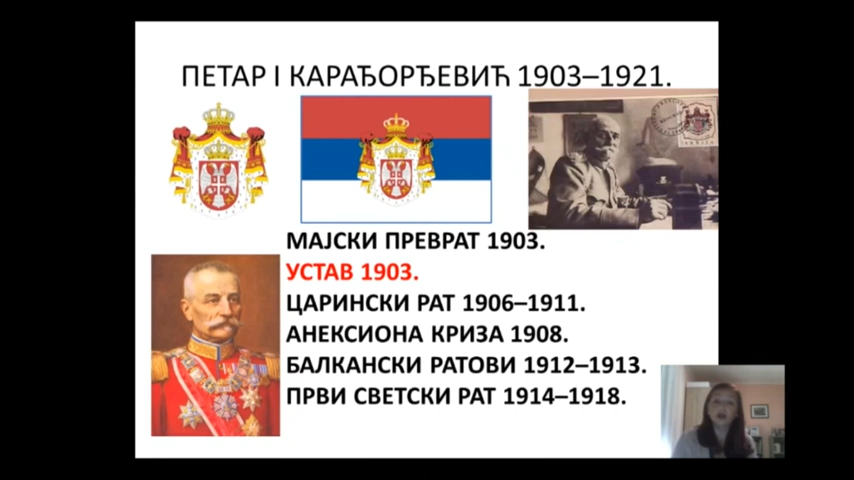 ПЕТАР I КАРАЂОРЂЕВИЋ 1903–1921.
МАЈСКИ ПРЕВРАТ 1903.
УСТАВ 1903.
ЦАРИНСКИ РАТ 1906–1911.
АНЕКСИОНА КРИЗА 1908.
БАЛКАНСКИ РАТОВИ 1912–1913.
ПРВИ СВЕТСКИ РАТ 1914–1918.